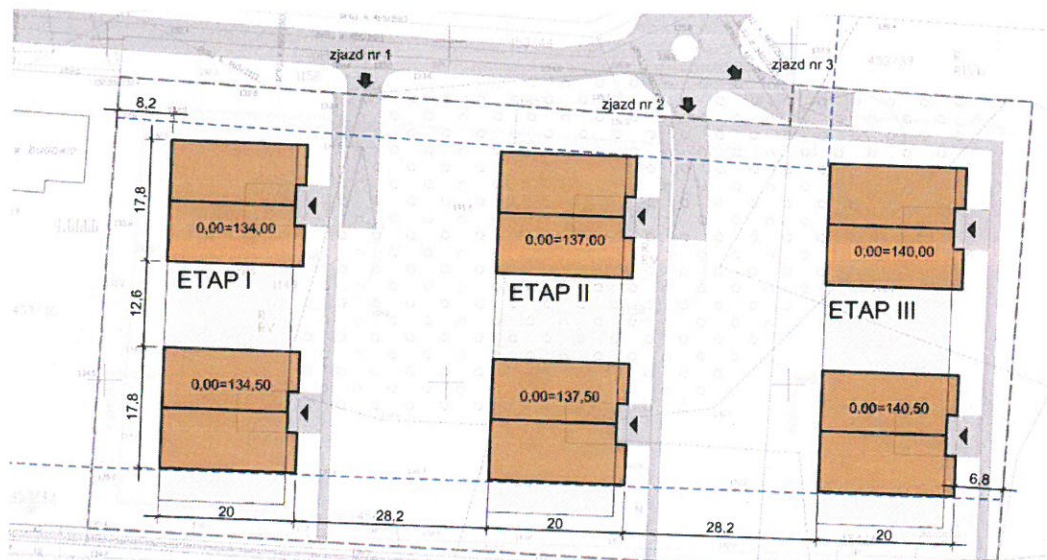 zjazd nr 1
zjazd nr 3
zjazd nr 2
8,2
17,8
0,00=134,00
0,00=137,00
0,00=140,00
ETAP I
ETAP II
ETAP III
12,6
0,00=134,50
0,00=137,50
0,00=140,50
17,8
6,8
20
28,2
20
28,2
20